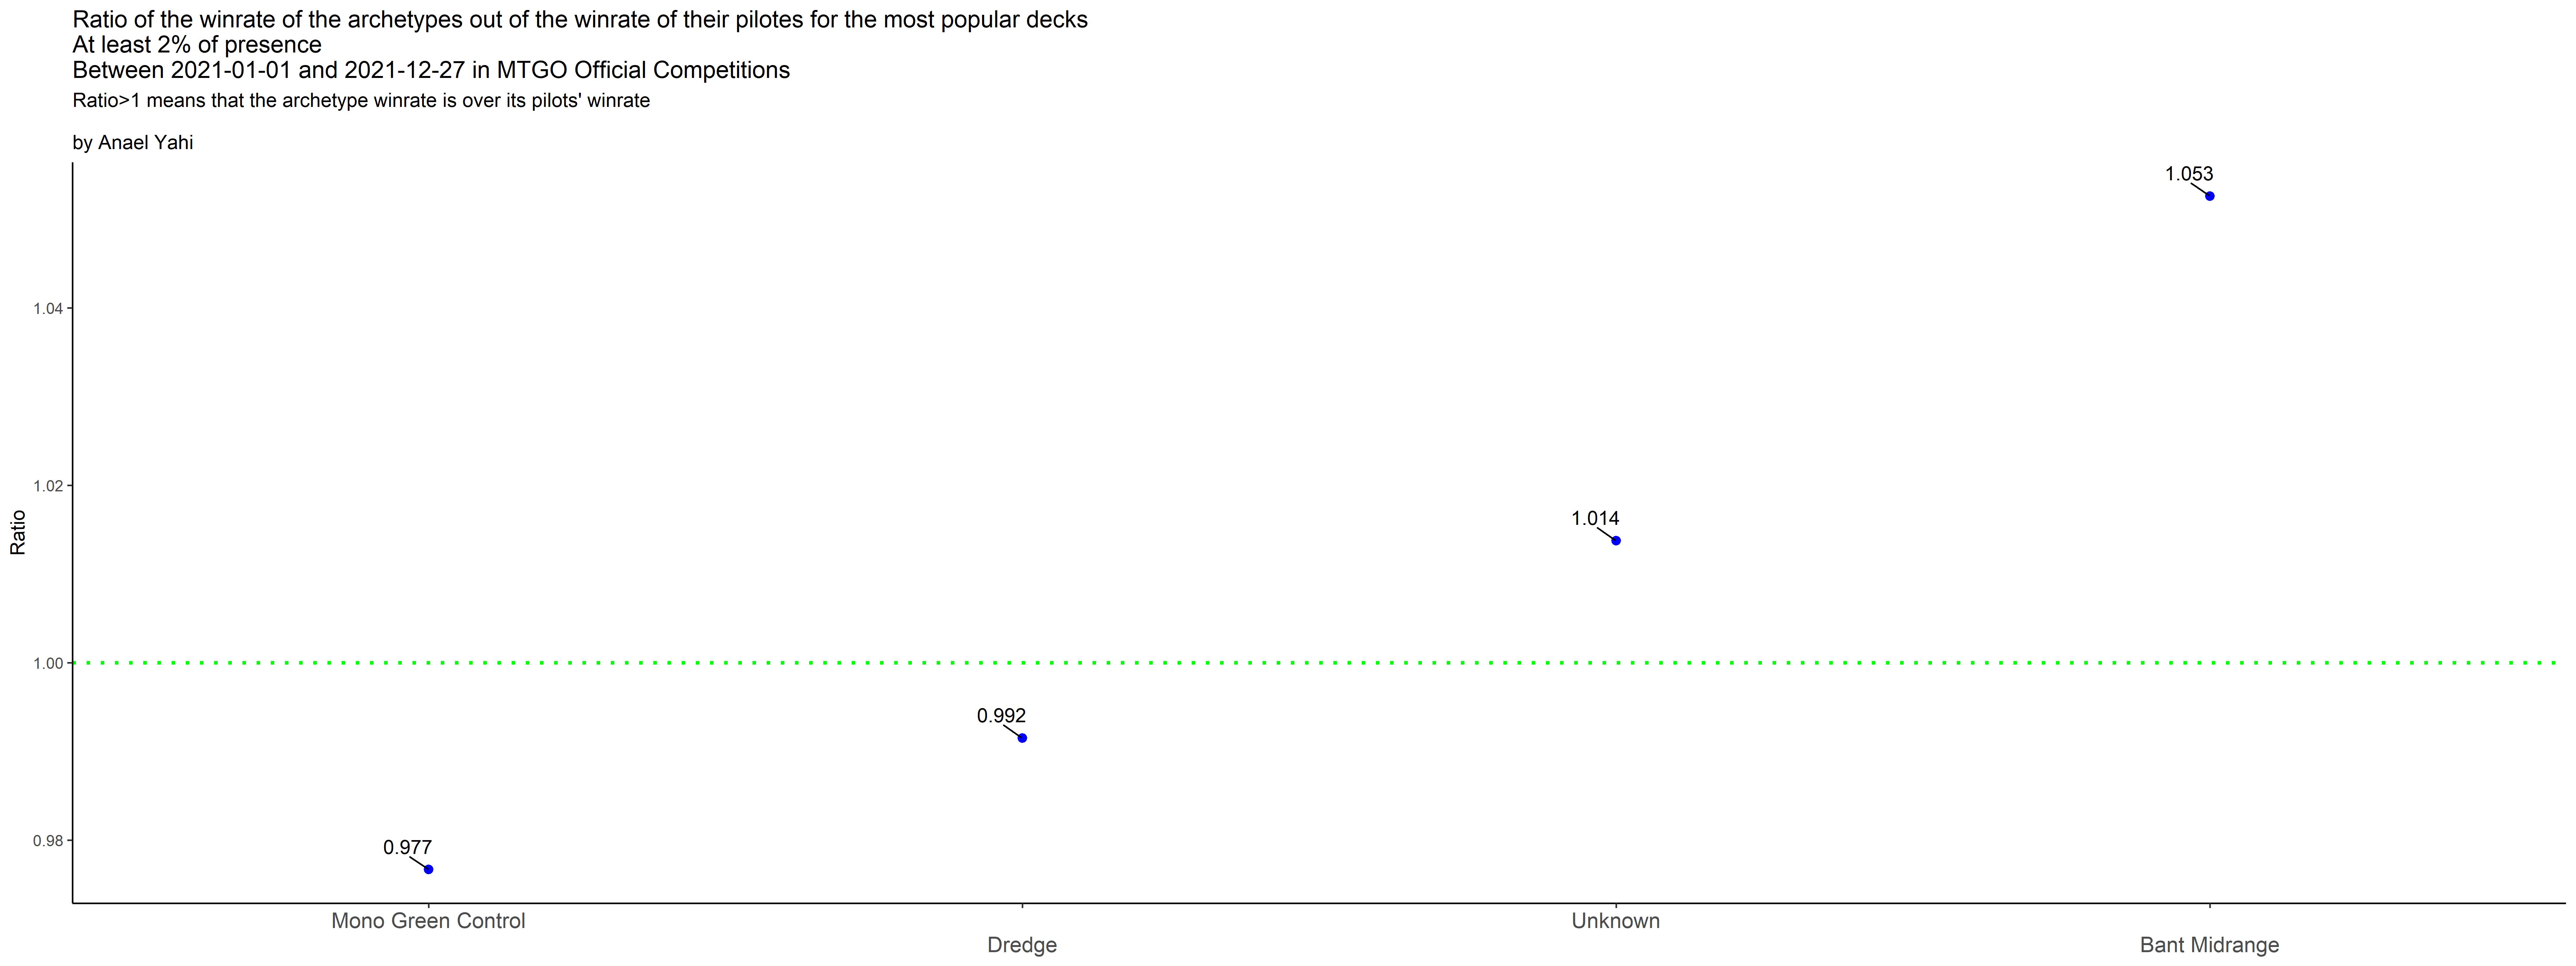 Ratio of the winrate of the archetypes out of the winrate of their pilotes for the most popular decks
At least 2% of presence
Between 2021-01-01 and 2021-12-27 in MTGO Official Competitions
Ratio>1 means that the archetype winrate is over its pilots' winrate
by Anael Yahi
1.053
1.04
1.02
1.014
Ratio
1.00
0.992
0.98
0.977
Mono Green Control
Unknown
Dredge
Bant Midrange